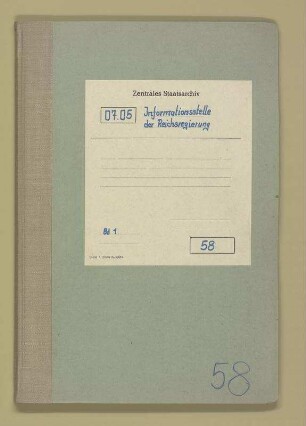 Zentrales Staatsarchiv
07.05 Informationsstelle
der Reichsregierung
Bd 1
58
58